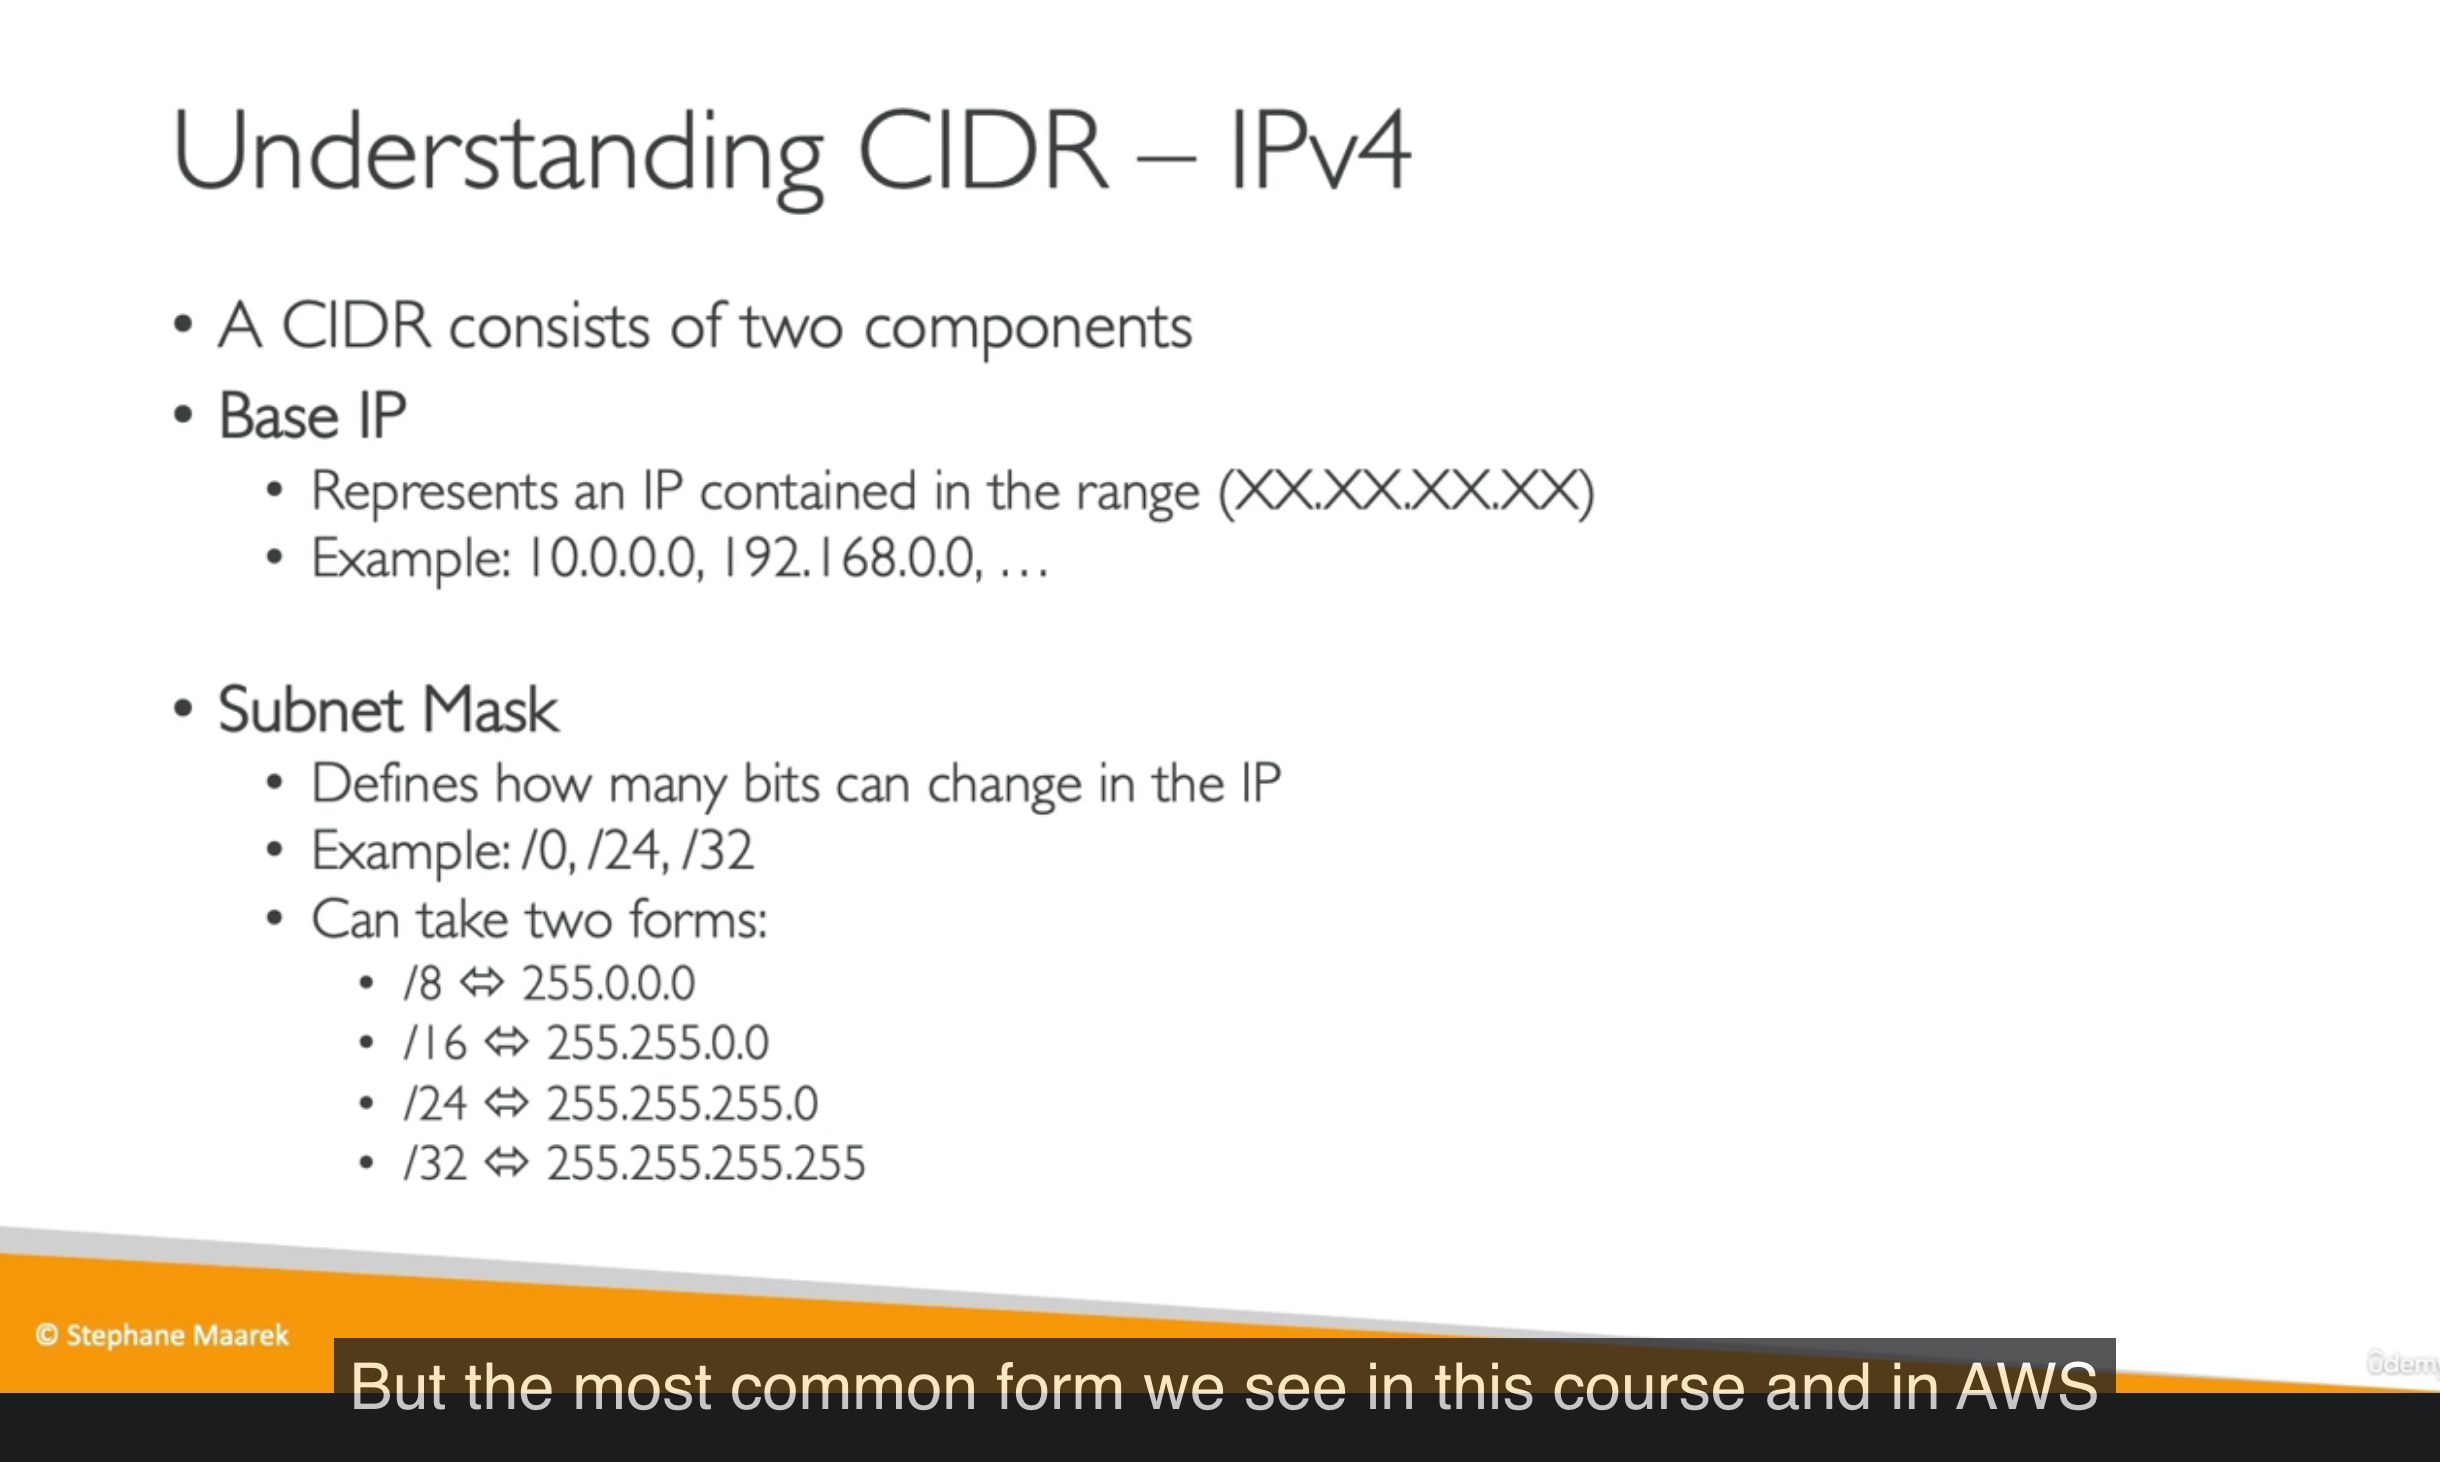 Understanding CIDR – IPv4
• A CIDR consists of two components
• Base IP
• Represents an IP contained in the range (XX.XX.XX.XX)
• Example: 10.0.0.0, 192.168.0.0, …
• Subnet Mask
• Defines how many bits can change in the IP
• Example: /0, /24, /32
• Can take two forms:
• /8 ⬄ 255.0.0.0
• /16 ⬄ 255.255.0.0
• /24 ⬄ 255.255.255.0
• /32 ⬄ 255.255.255.255
© Stephane Maarek
ûdemy
But the most common form we see in this course and in AWS